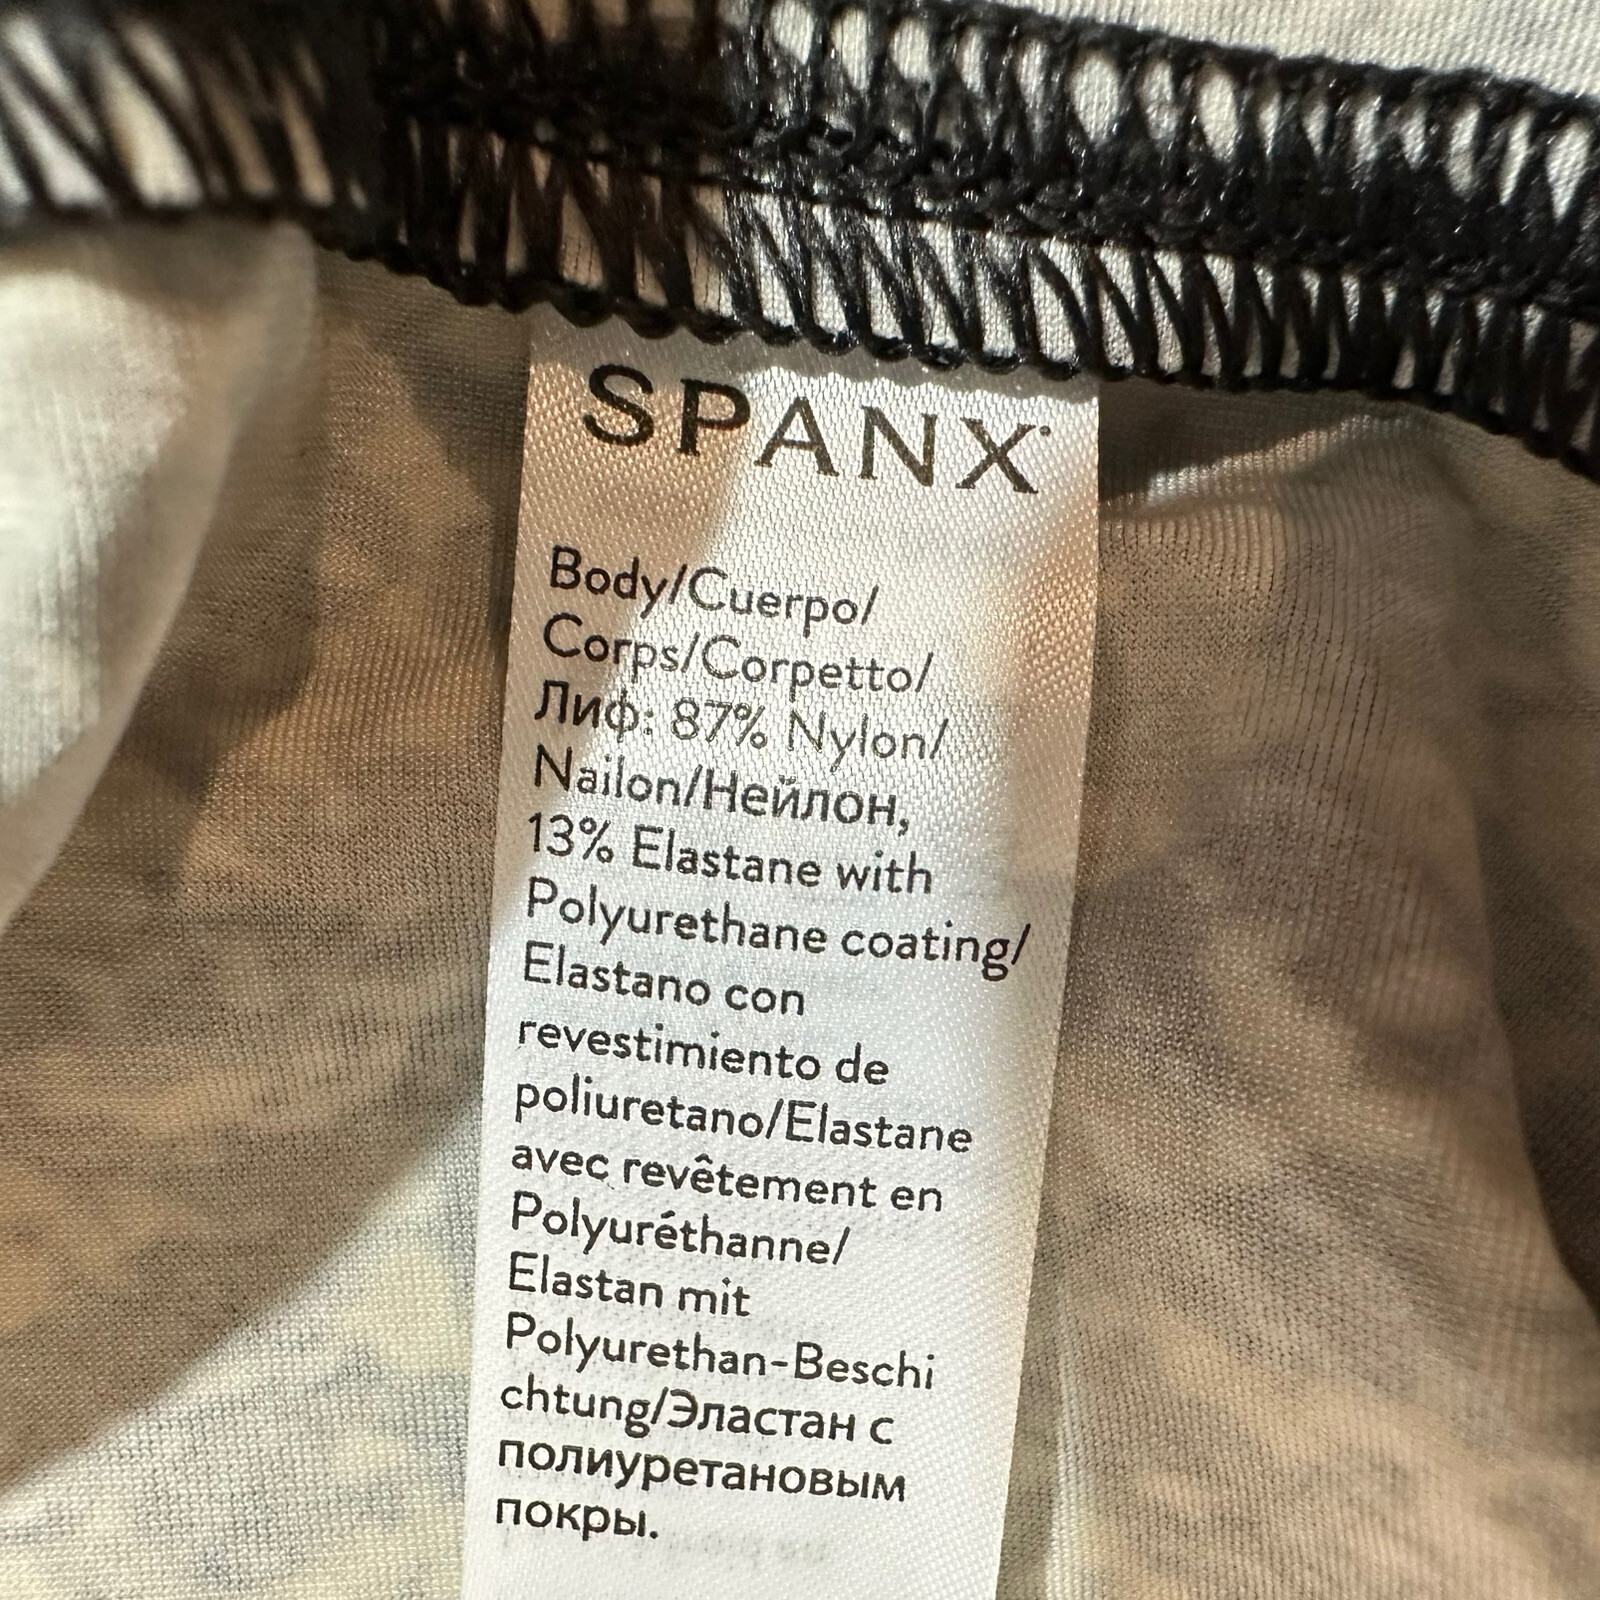 SPANX
Body/Cuerpo/
Corps/Corpetto/
Лиф: 87% Nylon/
Nailon/Нейлон,
13% Elastane with
Polyurethane coating/
Elastano con
revestimiento de
poliuretano/Elastane
avec revêtement en
Polyuréthanne/
Elastan mit
Polyurethan-Beschi
chtung/Эластан с
полиуретановым
покры.